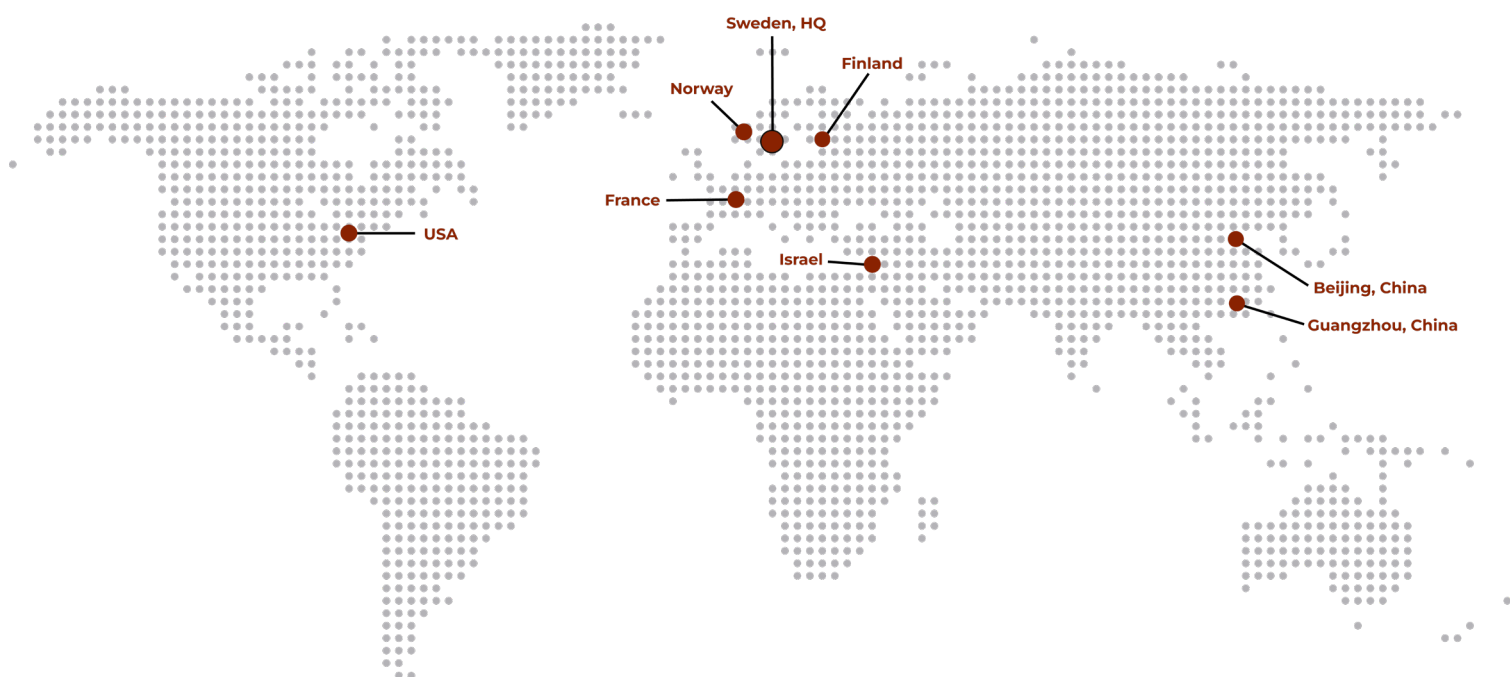 Sweden, HQ
Finland
Norway
France
USA
Israel
Beijing, China
Guangzhou, China